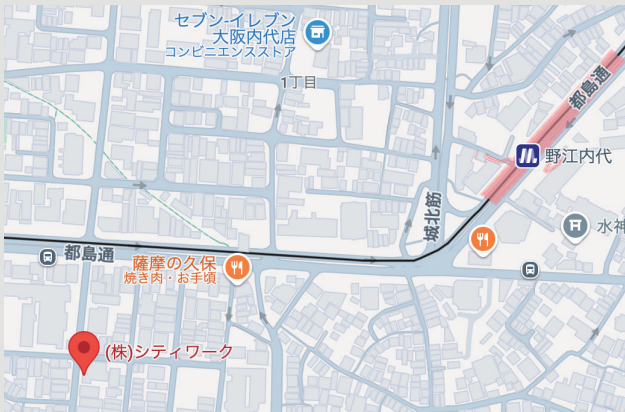 セブン-イレブン
大阪内代店
コンビニエンスストア
1丁目
都島通
野江内代
城北筋
水神
都島通
薩摩の久保
焼き肉・お手頃
(株)シティワーク